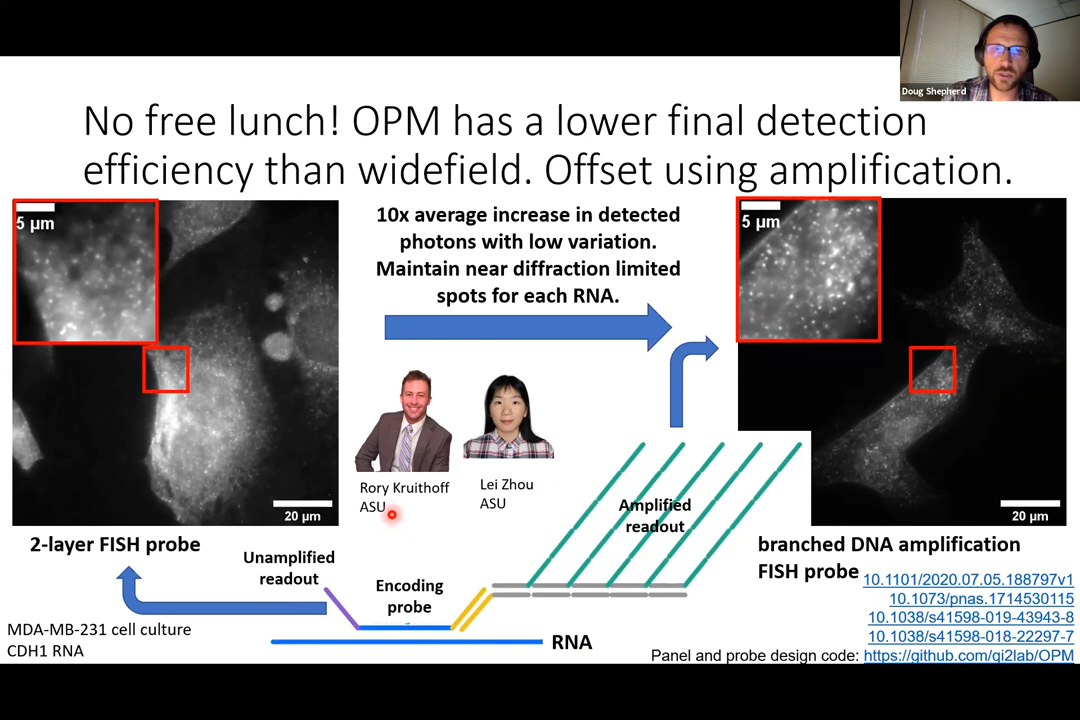 Doug Shepherd
No free lunch! OPM has a lower final detection
efficiency than widefield. Offset using amplification.
5 µm
20 µm
2-layer FISH probe
10x average increase in detected
photons with low variation.
Maintain near diffraction limited
spots for each RNA.
Rory Kruithoff
ASU
Lei Zhou
ASU
5 µm
20 µm
Unamplified
readout
Encoding
probe
Amplified
readout
RNA
branched DNA amplification
FISH probe
MDA-MB-231 cell culture
CDH1 RNA
10.1101/2020.07.05.188797v1
10.1073/pnas.1714530115
10.1038/s41598-019-43943-8
10.1038/s41598-018-22297-7
Panel and probe design code: https://github.com/qi2lab/OPM